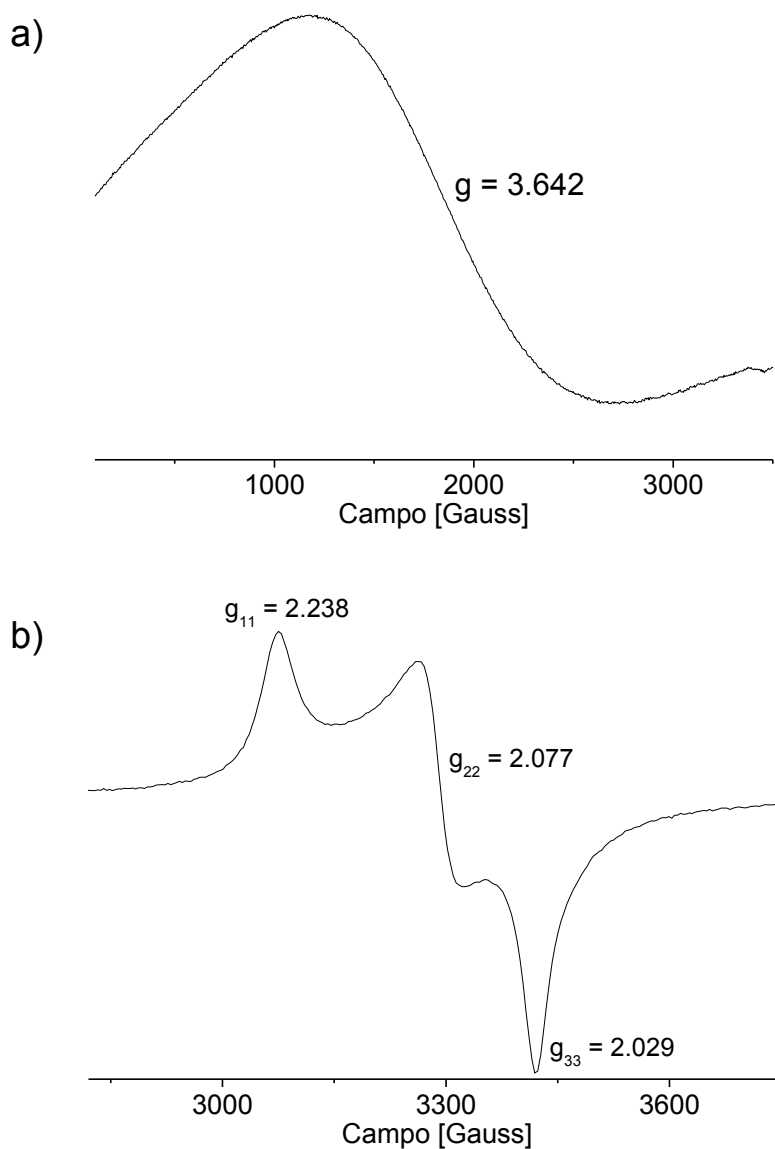 a)
g = 3.642
1000 2000 3000
Campo [Gauss]
b)
g₁₁ = 2.238
g₂₂ = 2.077
g₃₃ = 2.029
3000 3300 3600
Campo [Gauss]